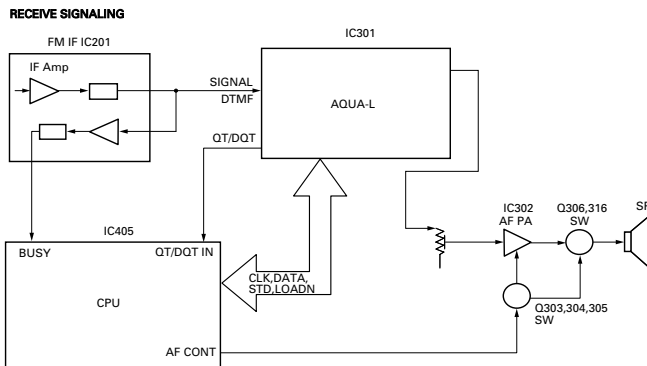 RECEIVE SIGNALING
FM IF IC201
IC301
IF Amp
SIGNAL
DTMF
AQUA-L
QT/DQT
IC302
AF PA
Q306,316
SW
SP
IC405
BUSY
QT/DQT IN
CLK,DATA,
STD,LOADN
CPU
Q303,304,305
SW
AF CONT